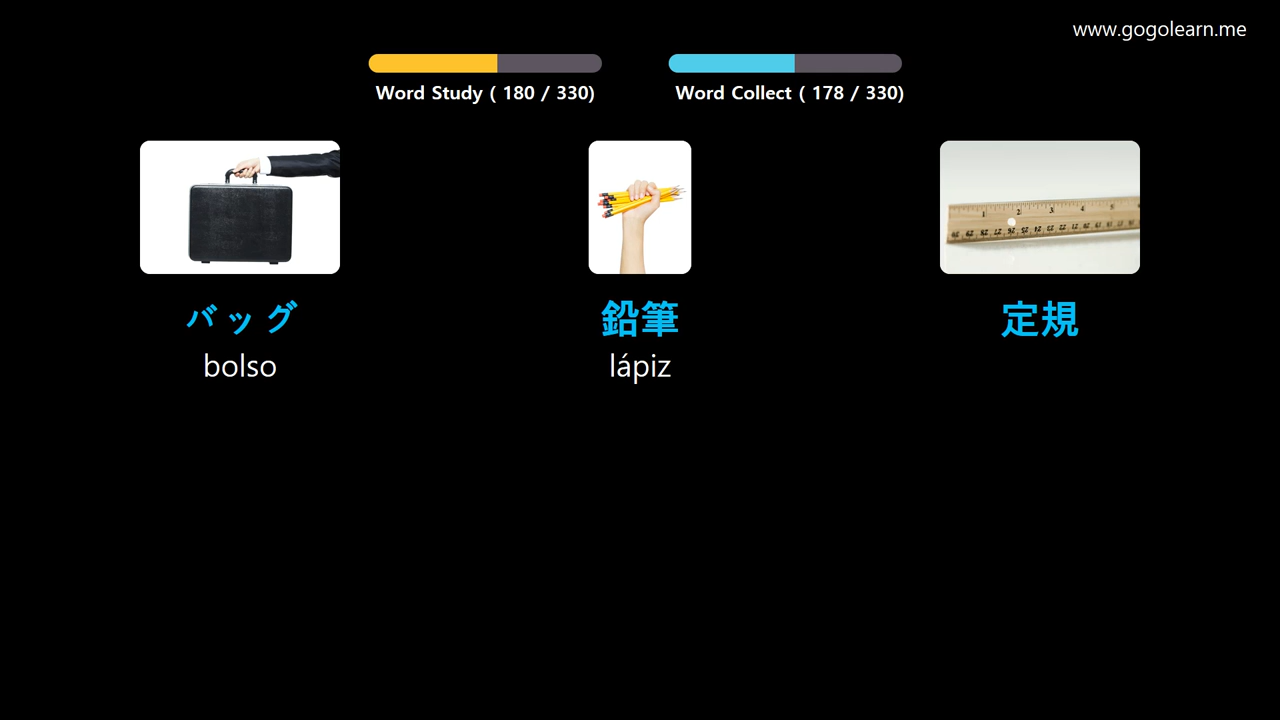 www.gogolearn.me
Word Study ( 180 / 330)
Word Collect ( 178 / 330)
バッグ
鉛筆
定規
bolso
lápiz